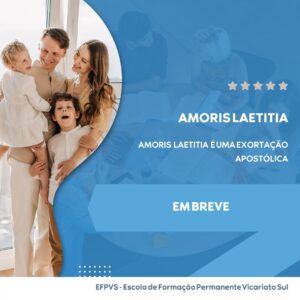 AMORIS LAETITIA
AMORIS LAETITIA É UMA EXORTAÇÃO
APOSTÓLICA
EM BREVE
EFPVS - Escola de Formação Permanente Vicariato Sul